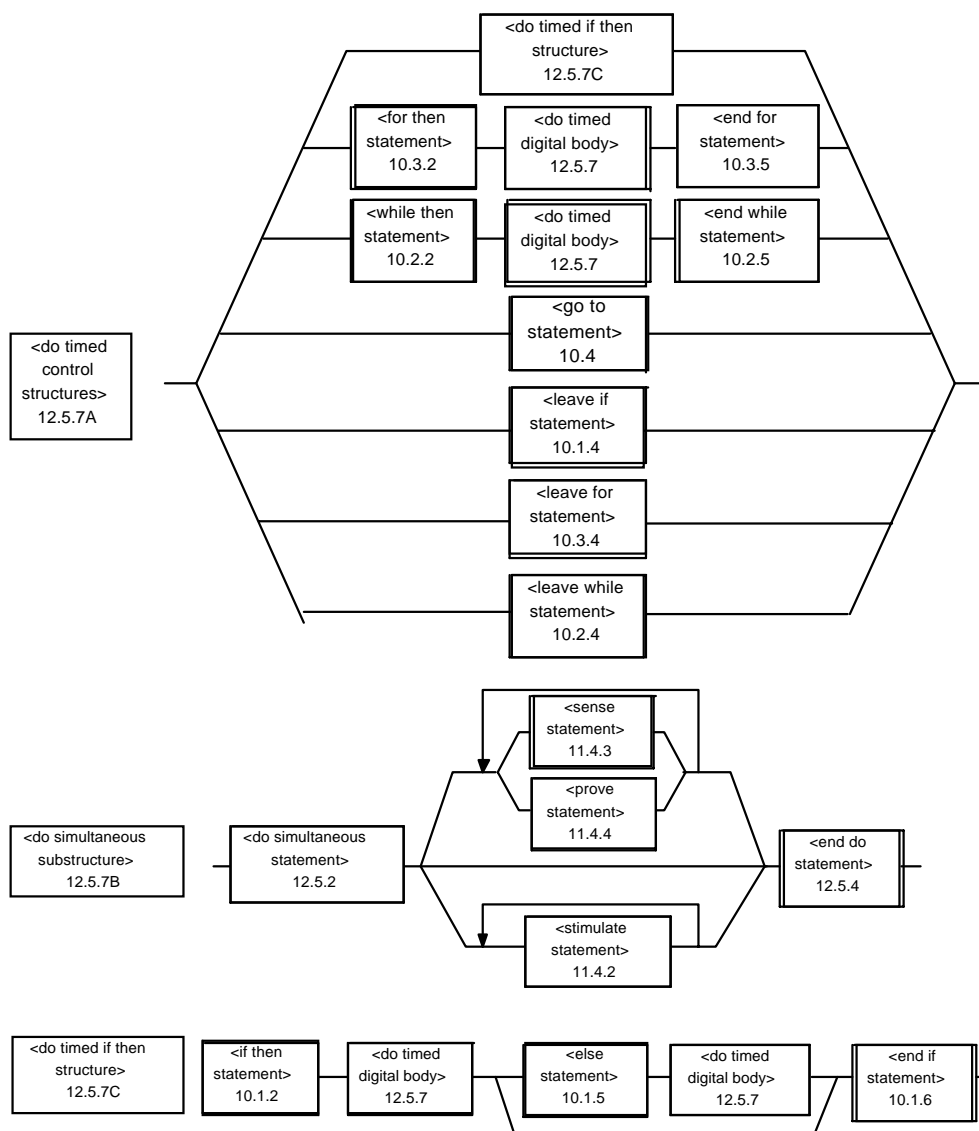 <do timed if then
structure>
12.5.7C
<for then
statement>
10.3.2
<do timed
digital body>
12.5.7
<end for
statement>
10.3.5
<while then
statement>
10.2.2
<do timed
digital body>
12.5.7
<end while
statement>
10.2.5
<go to
statement>
10.4
<do timed
control
structures>
12.5.7A
<leave if
statement>
10.1.4
<leave for
statement>
10.3.4
<leave while
statement>
10.2.4
<sense
statement>
11.4.3
<prove
statement>
11.4.4
<do simultaneous
substructure>
12.5.7B
<do simultaneous
statement>
12.5.2
<end do
statement>
12.5.4
<stimulate
statement>
11.4.2
<do timed if then
structure>
12.5.7C
<if then
statement>
10.1.2
<do timed
digital body>
12.5.7
<else
statement>
10.1.5
<do timed
digital body>
12.5.7
<end if
statement>
10.1.6